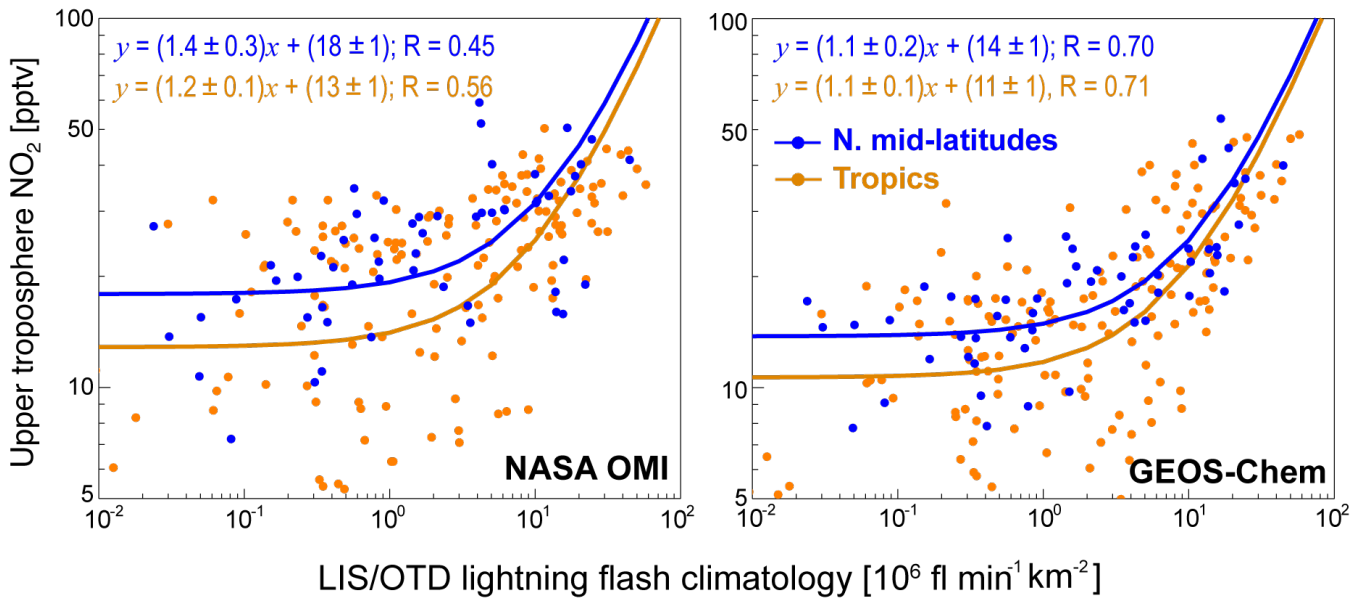 Upper troposphere NO₂ [pptv]
100
50
10
5
y = (1.4 ± 0.3)x + (18 ± 1); R = 0.45
y = (1.2 ± 0.1)x + (13 ± 1); R = 0.56
NASA OMI
10⁻² 10⁻¹ 10⁰ 10¹ 10²
100
50
10
5
y = (1.1 ± 0.2)x + (14 ± 1); R = 0.70
y = (1.1 ± 0.1)x + (11 ± 1), R = 0.71
N. mid-latitudes
Tropics
GEOS-Chem
10⁻² 10⁻¹ 10⁰ 10¹ 10²
LIS/OTD lightning flash climatology [10⁶ fl min⁻¹ km⁻²]